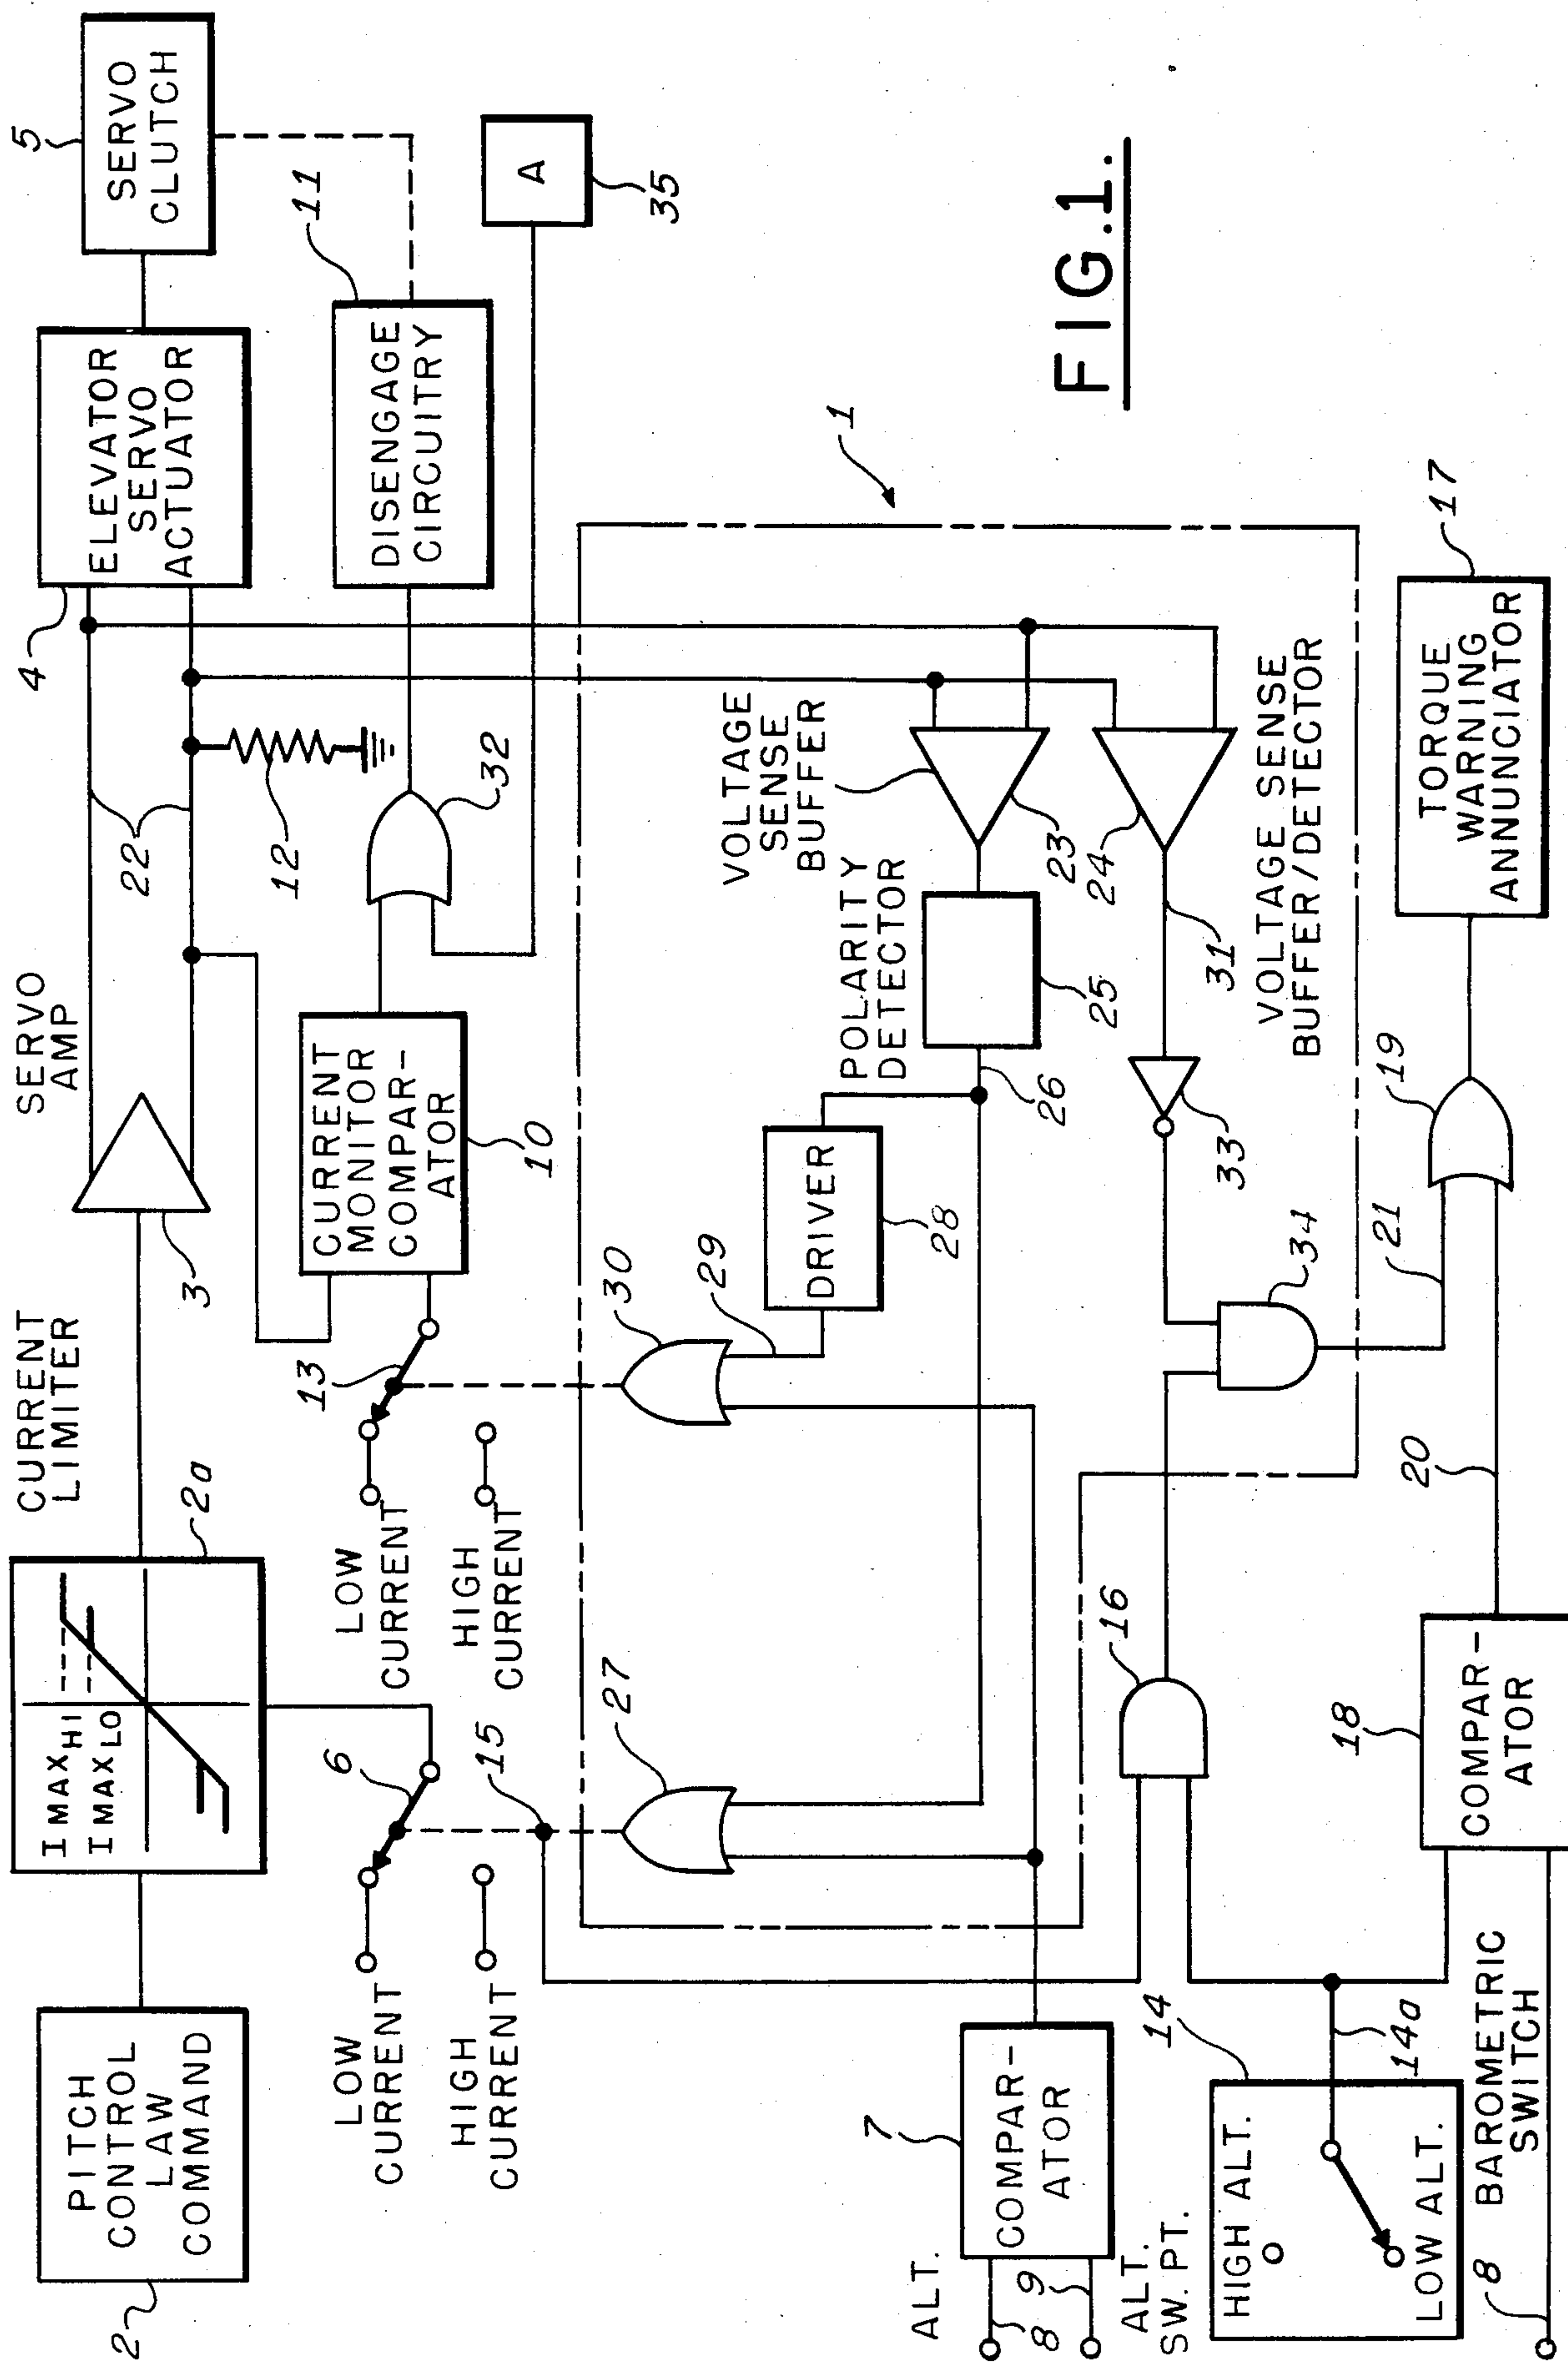 FIG.1.
PITCH
CONTROL
LAW
COMMAND
2
I MAX HI
I MAX LO
2a
CURRENT
LIMITER
SERVO
AMP
3
22
4
ELEVATOR
SERVO
ACTUATOR
5
SERVO
CLUTCH
LOW
CURRENT
HIGH
CURRENT
6
15
LOW
CURRENT
HIGH
CURRENT
13
CURRENT
MONITOR
COMPAR-
ATOR
10
12
32
11
DISENGAGE
CIRCUITRY
A
35
1
27
30
29
DRIVER
28
POLARITY
DETECTOR
25
26
VOLTAGE
SENSE
BUFFER
23
24
31
VOLTAGE SENSE
BUFFER/DETECTOR
33
34
ALT.
8
9
ALT.
SW. PT.
7
COMPAR-
ATOR
16
14
HIGH ALT.
LOW ALT.
14a
BAROMETRIC
SWITCH
8
18
COMPAR-
ATOR
20
21
19
TORQUE
WARNING
ANNUNCIATOR
17